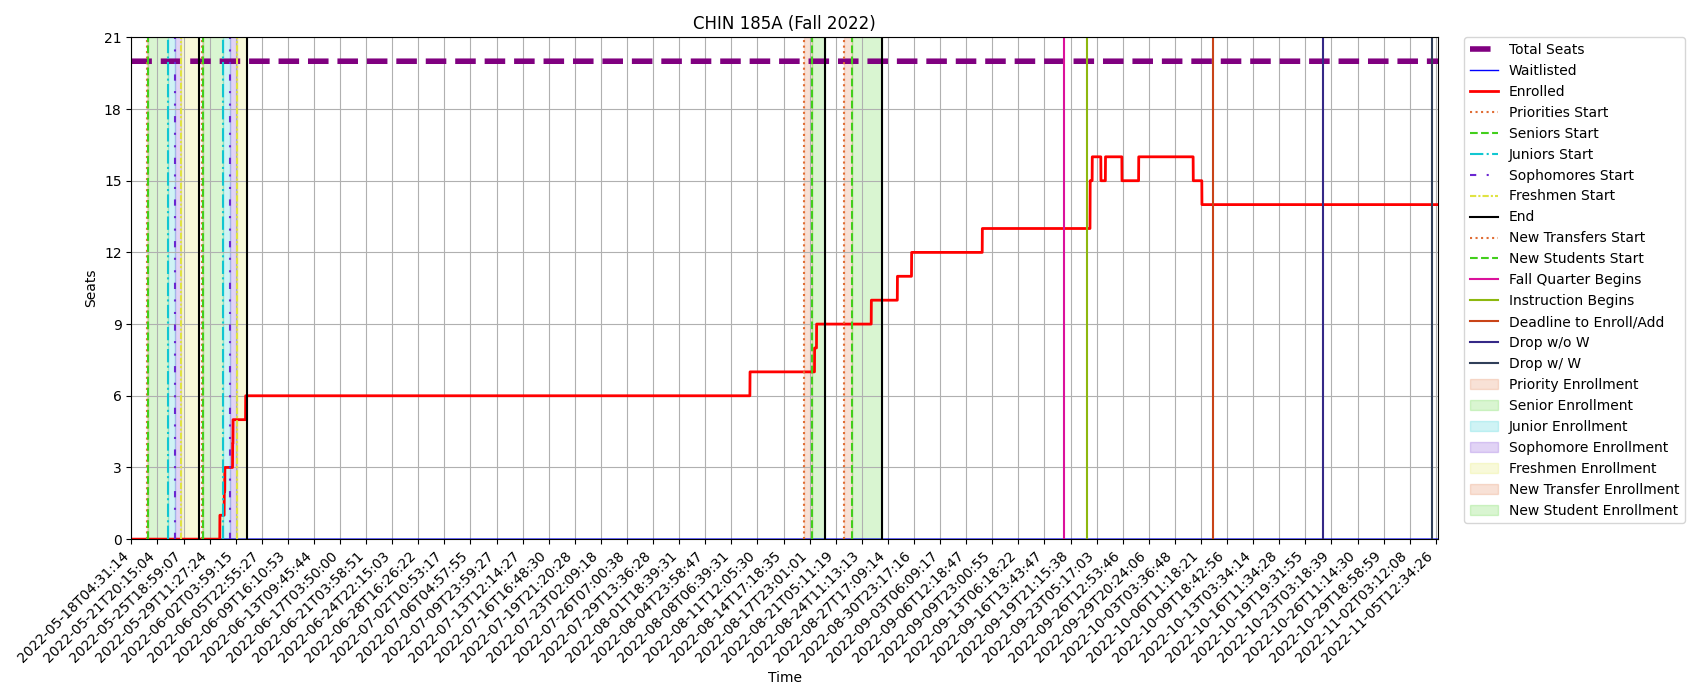 CHIN 185A (Fall 2022)
21
18
15
12
9
6
3
0
Seats
2022-05-18T04:31:14
2022-05-21T20:15:04
2022-05-25T18:59:07
2022-05-29T11:27:24
2022-06-02T03:59:15
2022-06-05T22:55:27
2022-06-09T16:10:53
2022-06-13T09:45:44
2022-06-17T03:50:00
2022-06-21T03:58:51
2022-06-24T22:15:03
2022-06-28T16:26:22
2022-07-02T10:53:17
2022-07-06T04:57:55
2022-07-09T23:59:27
2022-07-13T12:14:27
2022-07-16T16:48:30
2022-07-19T21:20:28
2022-07-23T02:09:18
2022-07-26T07:00:38
2022-07-29T13:36:28
2022-08-01T18:39:31
2022-08-04T23:58:47
2022-08-08T06:39:31
2022-08-11T12:05:30
2022-08-14T17:18:35
2022-08-17T23:01:01
2022-08-21T05:11:19
2022-08-24T11:13:13
2022-08-27T17:09:14
2022-08-30T23:17:16
2022-09-03T06:09:17
2022-09-06T12:18:47
2022-09-09T23:00:55
2022-09-13T06:18:22
2022-09-16T13:43:47
2022-09-19T21:15:38
2022-09-23T05:17:03
2022-09-26T12:53:46
2022-09-29T20:24:06
2022-10-03T03:36:48
2022-10-06T11:18:21
2022-10-09T18:42:56
2022-10-13T03:34:14
2022-10-16T11:34:28
2022-10-19T19:31:55
2022-10-23T03:18:39
2022-10-26T11:14:30
2022-10-29T18:58:59
2022-11-02T03:12:08
2022-11-05T12:34:26
Time
Total Seats
Waitlisted
Enrolled
Priorities Start
Seniors Start
Juniors Start
Sophomores Start
Freshmen Start
End
New Transfers Start
New Students Start
Fall Quarter Begins
Instruction Begins
Deadline to Enroll/Add
Drop w/o W
Drop w/ W
Priority Enrollment
Senior Enrollment
Junior Enrollment
Sophomore Enrollment
Freshmen Enrollment
New Transfer Enrollment
New Student Enrollment